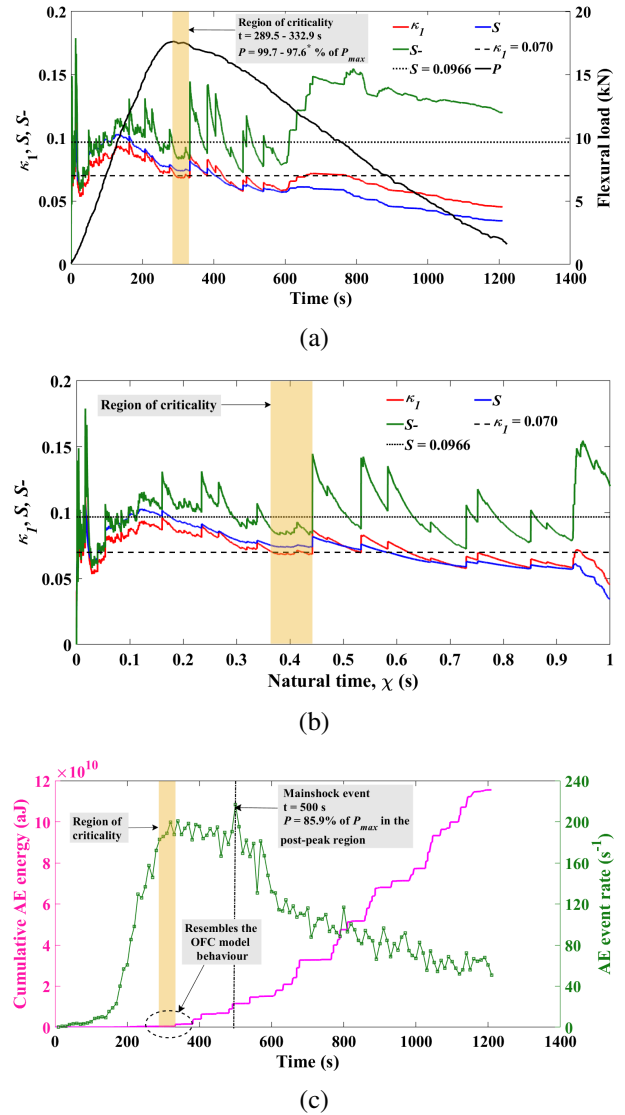 Region of criticality
t = 289.5 - 332.9 s
P = 99.7 - 97.6* % of Pmax
κ1 S
S- κ1 = 0.070
S = 0.0966 P
κ1, S, S-
0.2
0.15
0.1
0.05
0
20
15
10
5
0
Flexural load (kN)
0 200 400 600 800 1000 1200 1400
Time (s)
(a)
κ1, S, S-
0.2
0.15
0.1
0.05
0
Region of criticality
κ1 S
S- κ1 = 0.070
S = 0.0966
0 0.1 0.2 0.3 0.4 0.5 0.6 0.7 0.8 0.9 1
Natural time, χ (s)
(b)
×10^10
Cumulative AE energy (aJ)
12
10
8
6
4
2
0
Region of
criticality
Mainshock event
t = 500 s
P = 85.9% of Pmax in the
post-peak region
Resembles the
OFC model
behaviour
240
200
160
120
80
40
0
AE event rate (s-1)
0 200 400 600 800 1000 1200 1400
Time (s)
(c)